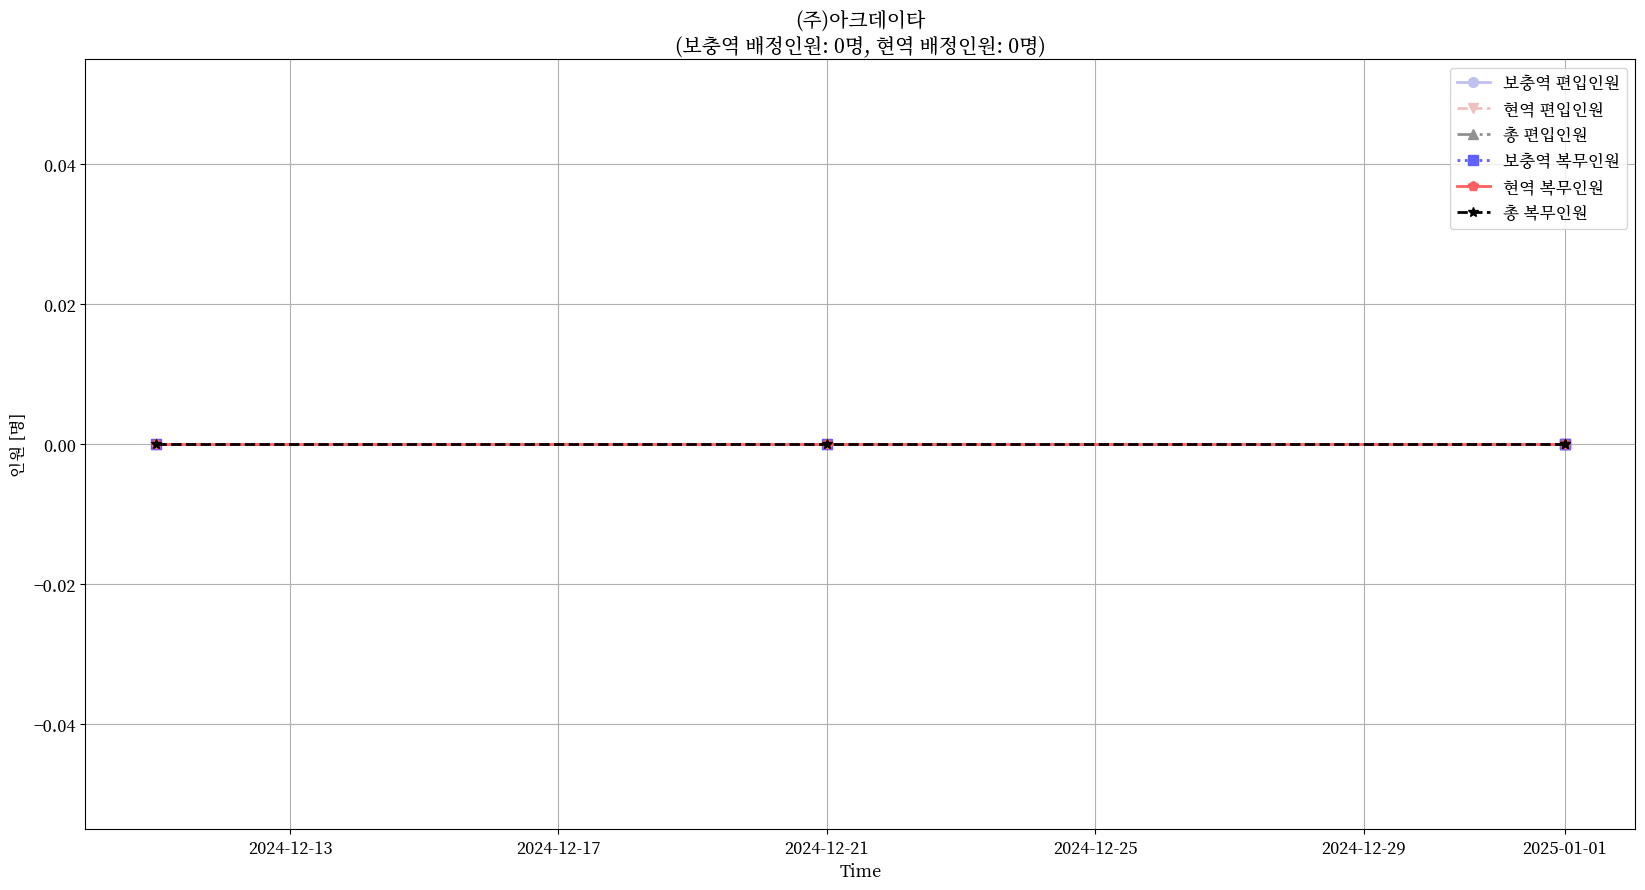 (주)아크데이타
(보충역 배정인원: 0명, 현역 배정인원: 0명)
보충역 편입인원
현역 편입인원
총 편입인원
보충역 복무인원
현역 복무인원
총 복무인원
0.04
0.02
0.00
−0.02
−0.04
인원 [명]
2024-12-13
2024-12-17
2024-12-21
2024-12-25
2024-12-29
2025-01-01
Time